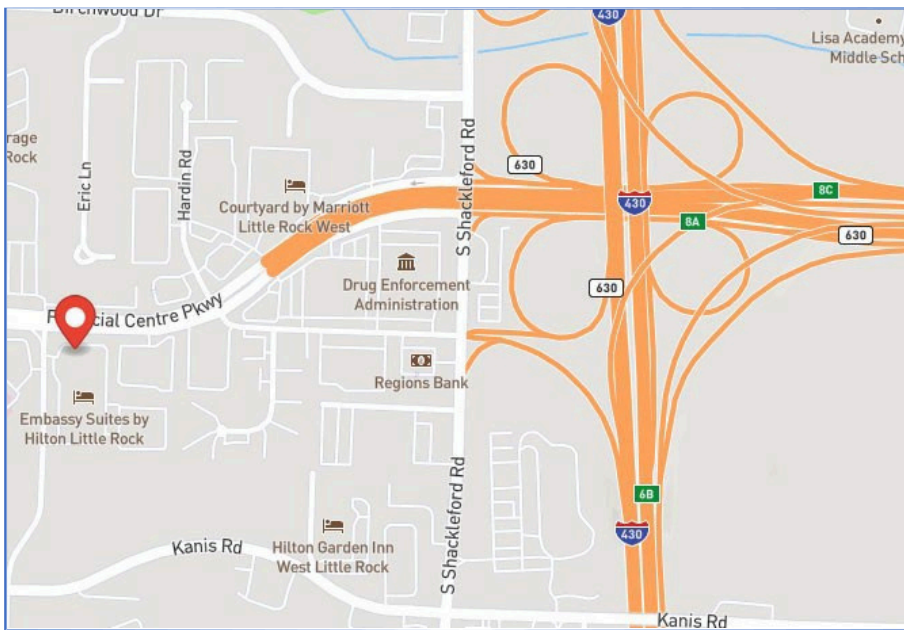 Birchwood Dr
430
Lisa Academy
Middle Sch
rage
Rock
Eric Ln
Hardin Rd
S Shackleford Rd
630
Courtyard by Marriott
Little Rock West
430
8C
8A
630
Drug Enforcement
Administration
630
cial Centre Pkwy
Regions Bank
Embassy Suites by
Hilton Little Rock
6B
430
Hilton Garden Inn
West Little Rock
S Shackleford Rd
Kanis Rd
Kanis Rd